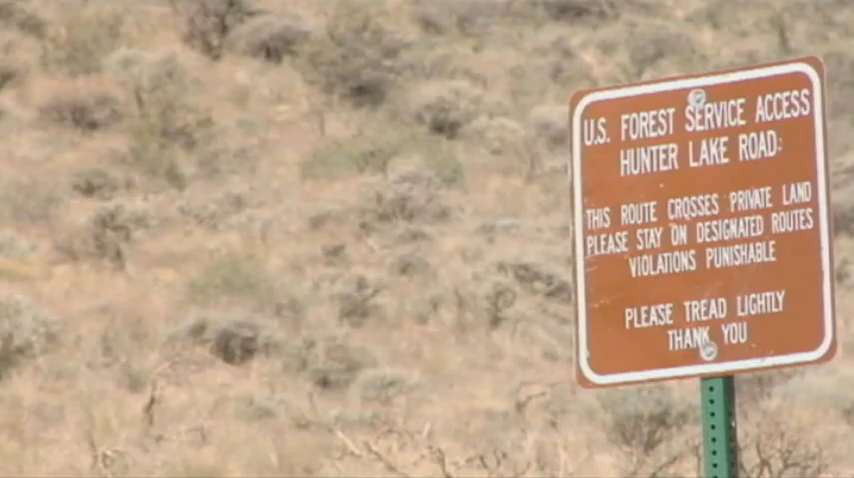 U.S. FOREST SERVICE ACCESS
HUNTER LAKE ROAD:
THIS ROUTE CROSSES PRIVATE LAND
PLEASE STAY ON DESIGNATED ROUTES
VIOLATIONS PUNISHABLE
PLEASE TREAD LIGHTLY
THANK YOU